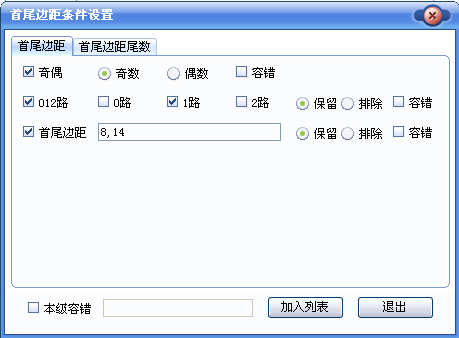 首尾边距条件设置
首尾边距 首尾边距尾数
奇偶 奇数 偶数 容错
012路 0路 1路 2路 保留 排除 容错
首尾边距 8,14 保留 排除 容错
本级容错 加入列表 退出